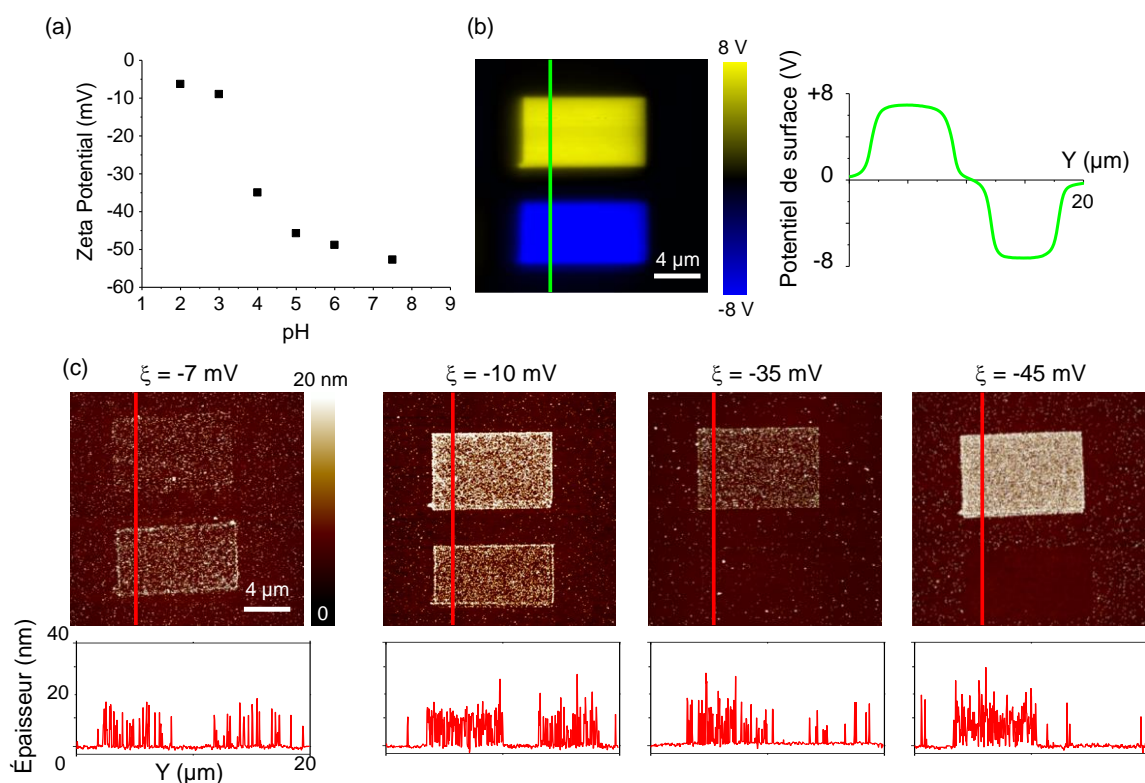 (a)
0
-10
-20
-30
-40
-50
-60
Zeta Potential (mV)
1 2 3 4 5 6 7 8 9
pH
(b)
4 µm
8 V
-8 V
Potentiel de surface (V)
+8
0
-8
Y (µm)
20
(c)
ξ = -7 mV
20 nm
0
4 µm
ξ = -10 mV
ξ = -35 mV
ξ = -45 mV
Épaisseur (nm)
40
20
0
Y (µm)
20